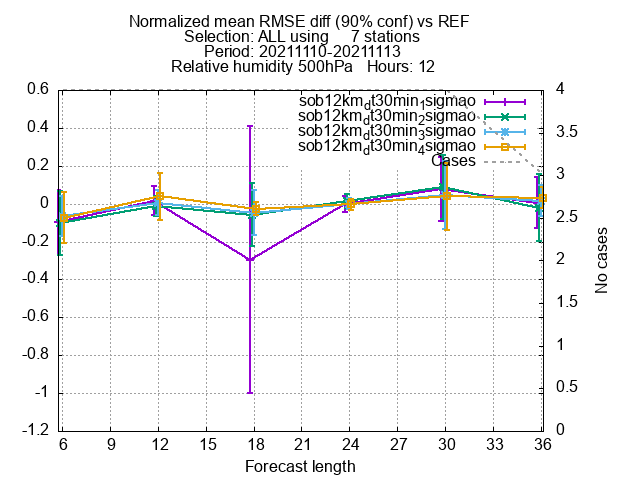 Normalized mean RMSE diff (90% conf) vs REF
Selection: ALL using 7 stations
Period: 20211110-20211113
Relative humidity 500hPa Hours: 12
sob12km_dt30min_1sigmao
sob12km_dt30min_2sigmao
sob12km_dt30min_3sigmao
sob12km_dt30min_4sigmao
Cases
0.6
0.4
0.2
0
-0.2
-0.4
-0.6
-0.8
-1
-1.2
4
3.5
3
2.5
2
1.5
1
0.5
0
No cases
6 9 12 15 18 21 24 27 30 33 36
Forecast length